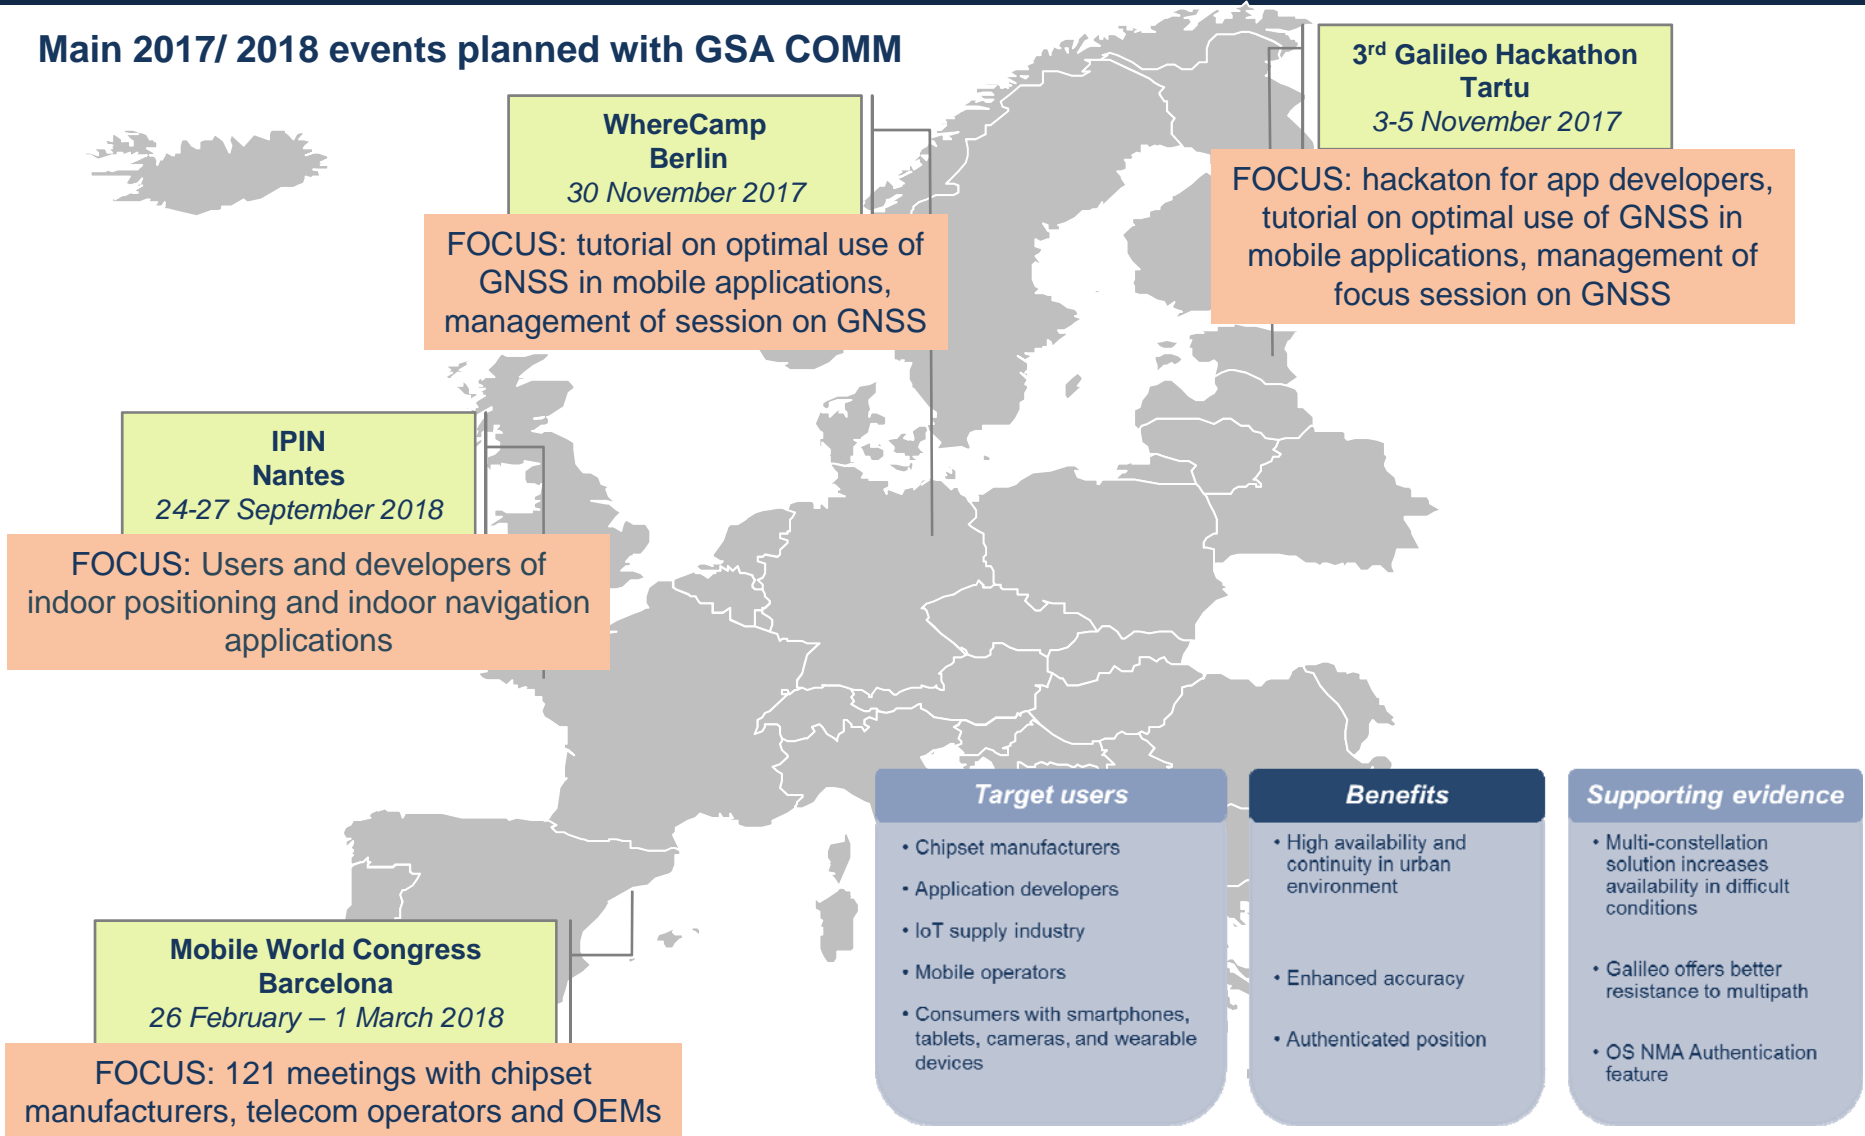 Main 2017/ 2018 events planned with GSA COMM
3rd Galileo Hackathon
Tartu
3-5 November 2017
FOCUS: hackaton for app developers,
tutorial on optimal use of GNSS in
mobile applications, management of
focus session on GNSS
WhereCamp
Berlin
30 November 2017
FOCUS: tutorial on optimal use of
GNSS in mobile applications,
management of session on GNSS
IPIN
Nantes
24-27 September 2018
FOCUS: Users and developers of
indoor positioning and indoor navigation
applications
Mobile World Congress
Barcelona
26 February – 1 March 2018
FOCUS: 121 meetings with chipset
manufacturers, telecom operators and OEMs
Target users
• Chipset manufacturers
• Application developers
• IoT supply industry
• Mobile operators
• Consumers with smartphones,
tablets, cameras, and wearable
devices
Benefits
• High availability and
continuity in urban
environment
• Enhanced accuracy
• Authenticated position
Supporting evidence
• Multi-constellation
solution increases
availability in difficult
conditions
• Galileo offers better
resistance to multipath
• OS NMA Authentication
feature